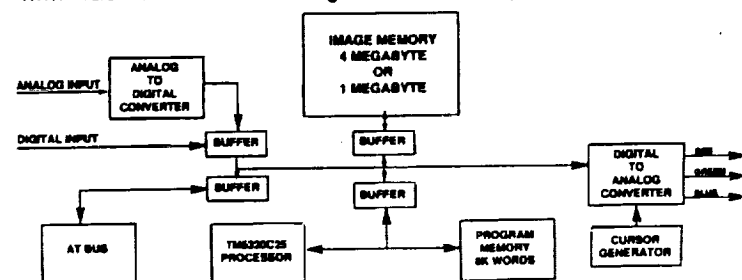 IMAGE MEMORY
4 MEGABYTE
OR
1 MEGABYTE
ANALOG INPUT
ANALOG
TO
DIGITAL
CONVERTER
DIGITAL INPUT
BUFFER
BUFFER
BUFFER
BUFFER
DIGITAL
TO
ANALOG
CONVERTER
RED
GREEN
BLUE
AT BUS
TMS320C25
PROCESSOR
PROGRAM
MEMORY
8K WORDS
CURSOR
GENERATOR